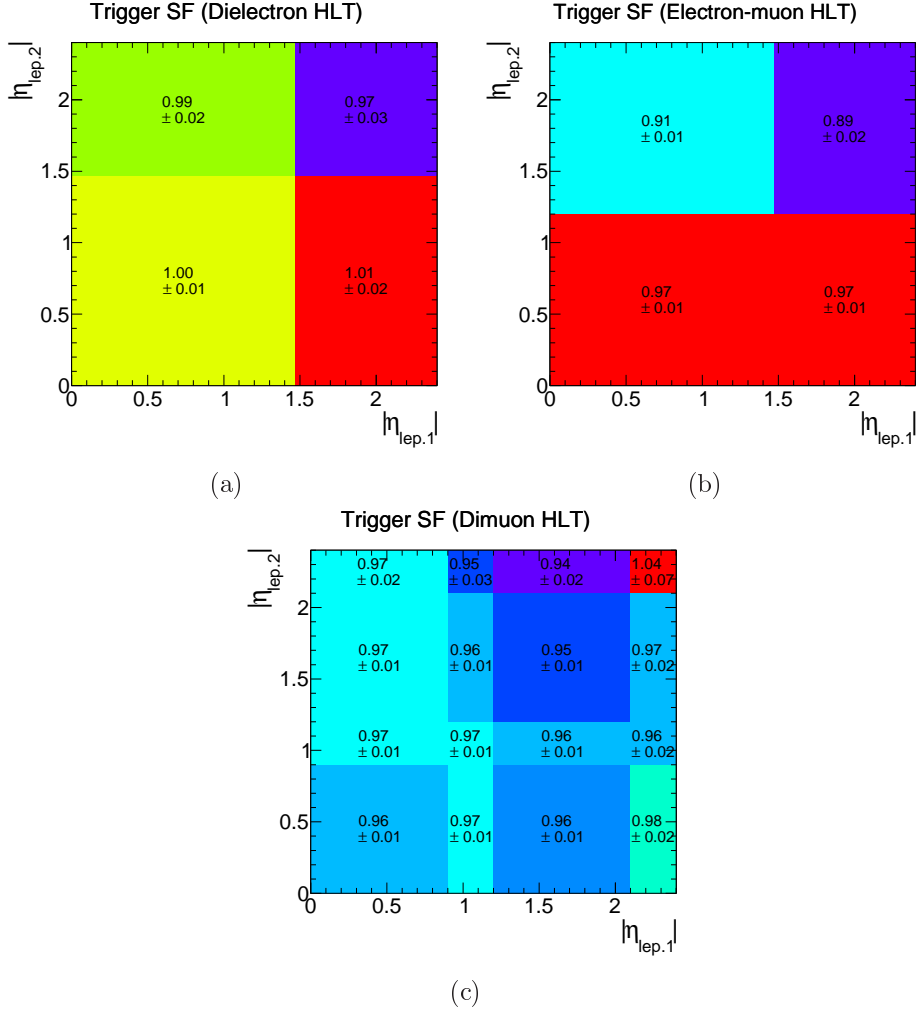 Trigger SF (Dielectron HLT)
|η_lep.2|
2
1.5
1
0.5
0
0.99
± 0.02
0.97
± 0.03
1.00
± 0.01
1.01
± 0.02
0 0.5 1 1.5 2
|η_lep.1|
(a)
Trigger SF (Electron-muon HLT)
|η_lep.2|
2
1.5
1
0.5
0
0.91
± 0.01
0.89
± 0.02
0.97
± 0.01
0.97
± 0.01
0 0.5 1 1.5 2
|η_lep.1|
(b)
Trigger SF (Dimuon HLT)
|η_lep.2|
2
1.5
1
0.5
0
0.97 0.95 0.94 1.04
± 0.02 ± 0.03 ± 0.02 ± 0.07
0.97 0.96 0.95 0.97
± 0.01 ± 0.01 ± 0.01 ± 0.02
0.97 0.97 0.96 0.96
± 0.01 ± 0.01 ± 0.01 ± 0.02
0.96 0.97 0.96 0.98
± 0.01 ± 0.01 ± 0.01 ± 0.02
0 0.5 1 1.5 2
|η_lep.1|
(c)